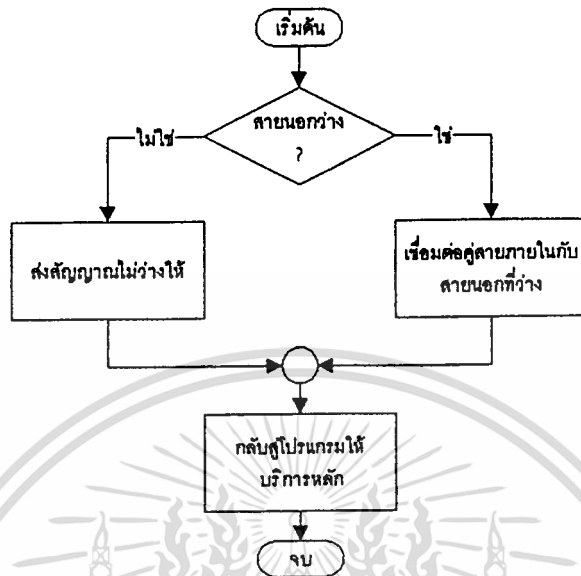 เริ่มต้น
สายนอกว่าง
?
ไม่ใช่
ใช่
ส่งสัญญาณไม่ว่างให้
เชื่อมต่อคู่สายภายในกับ
สายนอกที่ว่าง
กลับสู่โปรแกรมให้
บริการหลัก
จบ